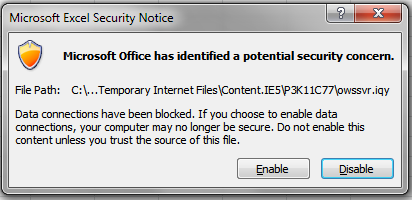 Microsoft Excel Security Notice
Microsoft Office has identified a potential security concern.
File Path: C:\...Temporary Internet Files\Content.IE5\P3K11C77\owssvr.iqy
Data connections have been blocked. If you choose to enable data
connections, your computer may no longer be secure. Do not enable this
content unless you trust the source of this file.
Enable Disable